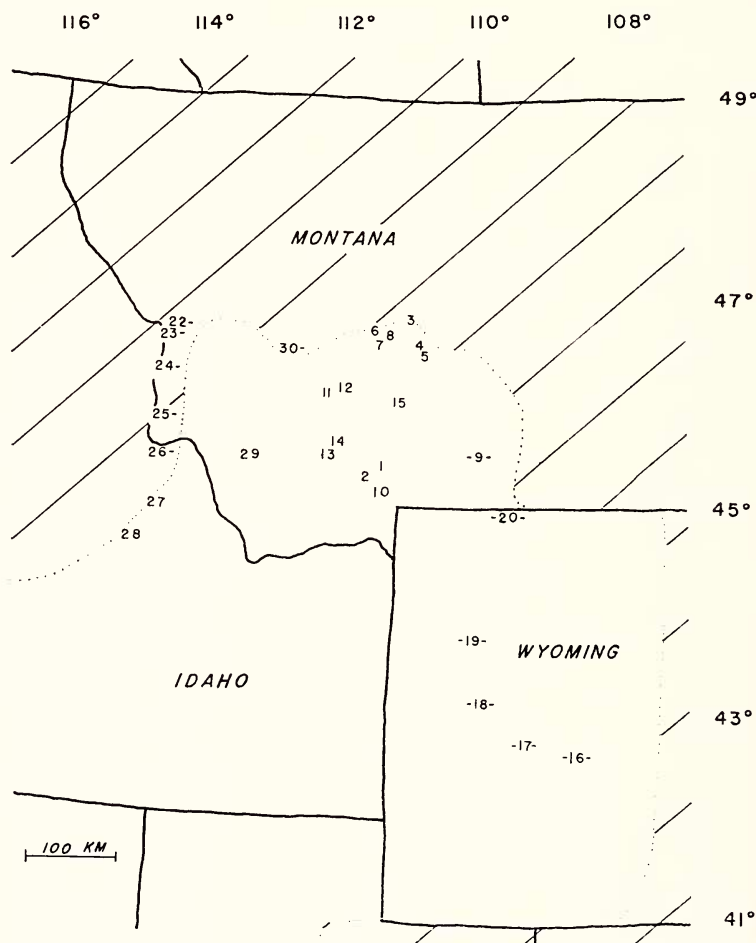 116° 114° 112° 110° 108°
49°
MONTANA
47°
22- 3
23- 6 8
30- 7 4
5
24-
11 12
15
25-
14
26- 29 13 -9-
1
2
27 10
45°
-20-
28
-19- WYOMING
IDAHO
-18- 43°
-17- -16-
100 KM
41°